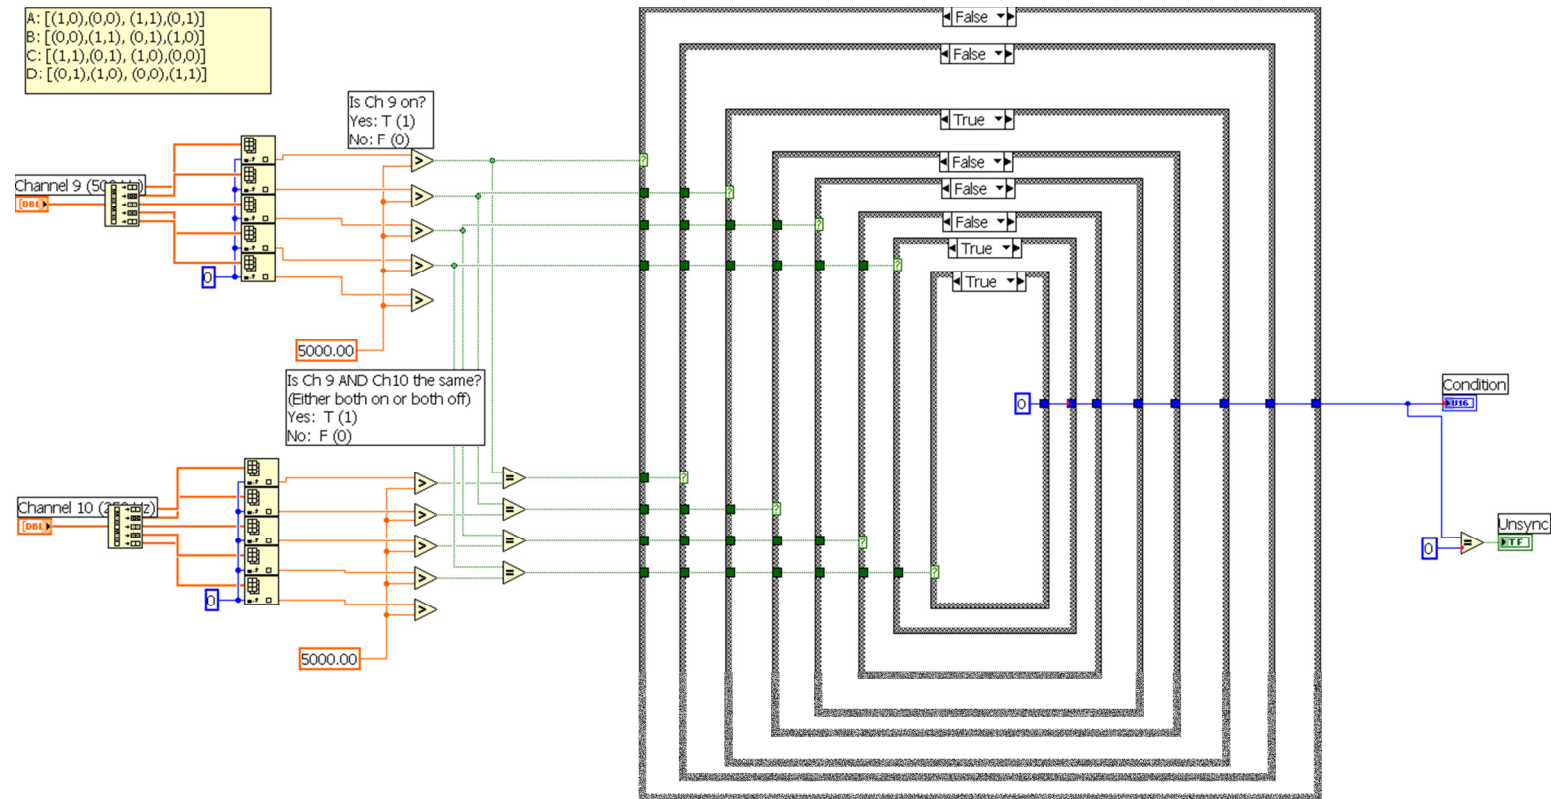 A: [(1,0),(0,0), (1,1),(0,1)]
B: [(0,0),(1,1), (0,1),(1,0)]
C: [(1,1),(0,1), (1,0),(0,0)]
D: [(0,1),(1,0), (0,0),(1,1)]
Is Ch 9 on?
Yes: T (1)
No: F (0)
Channel 9
DBL
0
5000.00
Is Ch 9 AND Ch10 the same?
(Either both on or both off)
Yes: T (1)
No: F (0)
Channel 10
DBL
0
5000.00
False
False
True
False
False
False
True
True
0
Condition
U16
0
Unsync
TF